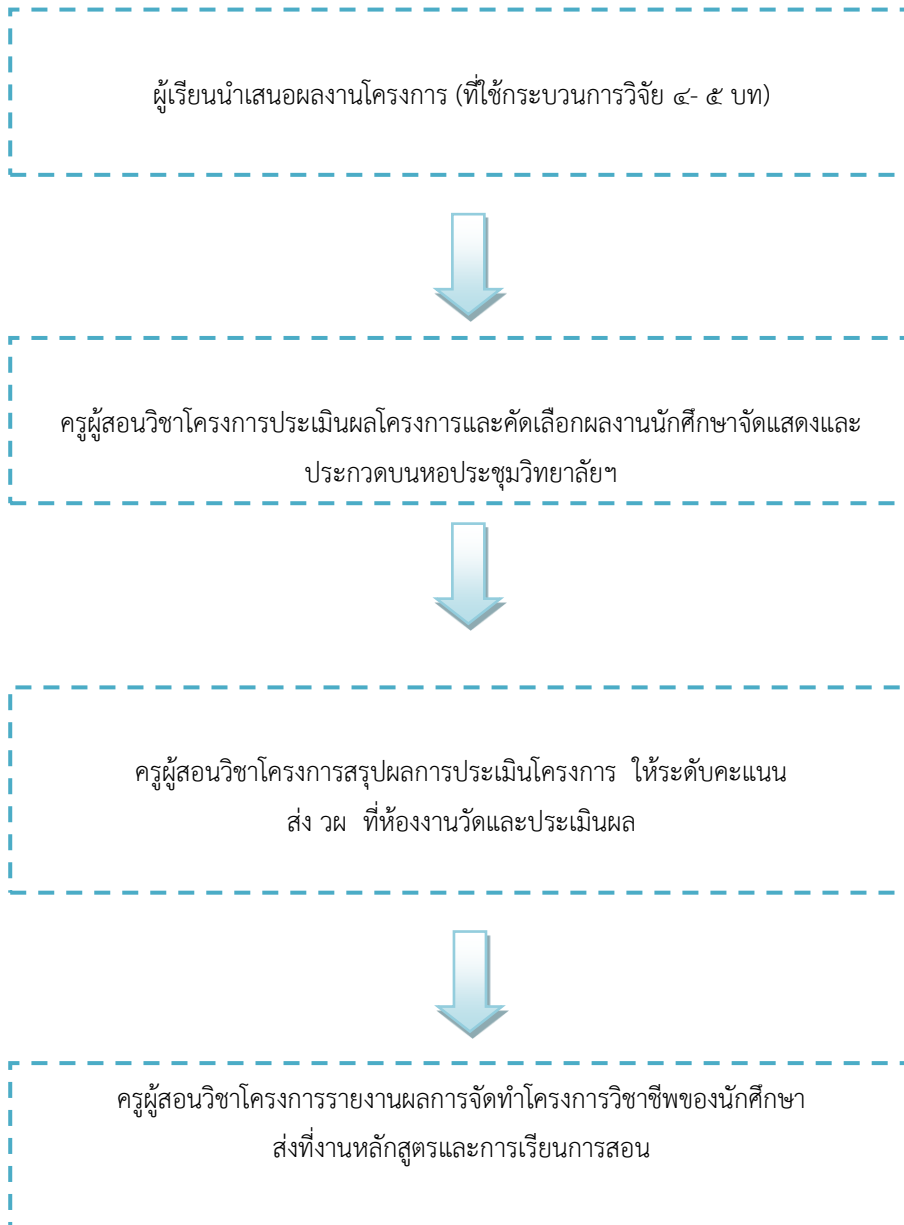 ผู้เรียนนำเสนอผลงานโครงการ (ที่ใช้กระบวนการวิจัย ๔- ๕ บท)
ครูผู้สอนวิชาโครงการประเมินผลโครงการและคัดเลือกผลงานนักศึกษาจัดแสดงและ
ประกวดบนหอประชุมวิทยาลัยฯ
ครูผู้สอนวิชาโครงการสรุปผลการประเมินโครงการ ให้ระดับคะแนน
ส่ง วผ ที่ห้องงานวัดและประเมินผล
ครูผู้สอนวิชาโครงการรายงานผลการจัดทำโครงการวิชาชีพของนักศึกษา
ส่งที่งานหลักสูตรและการเรียนการสอน